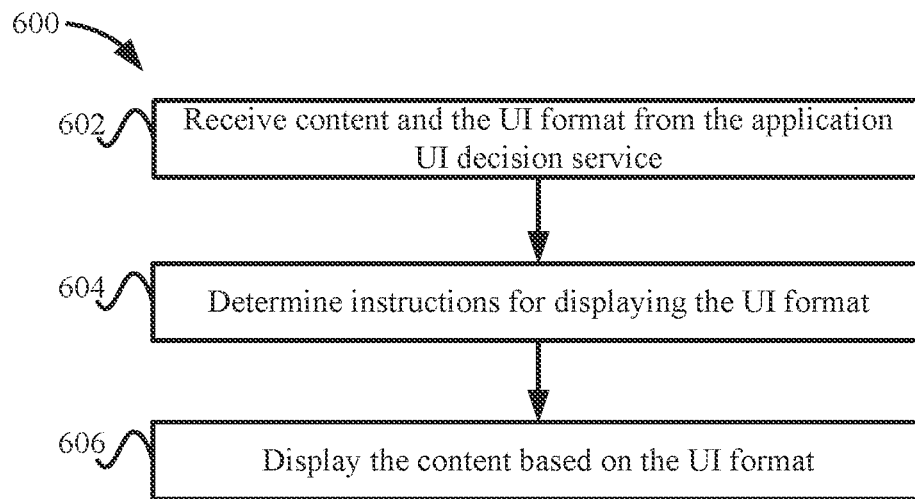 600
602
Receive content and the UI format from the application
UI decision service
604
Determine instructions for displaying the UI format
606
Display the content based on the UI format